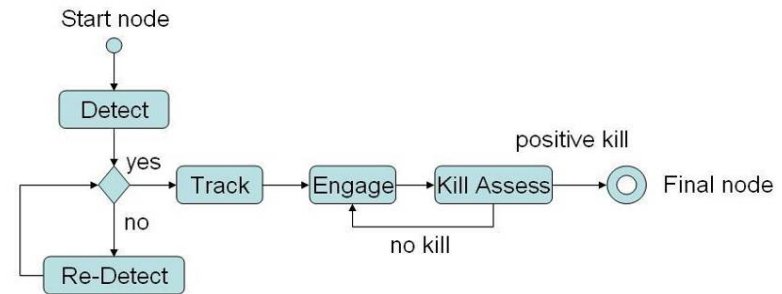 Start node
Detect
positive kill
yes
Track
Engage
Kill Assess
Final node
no
no kill
Re-Detect